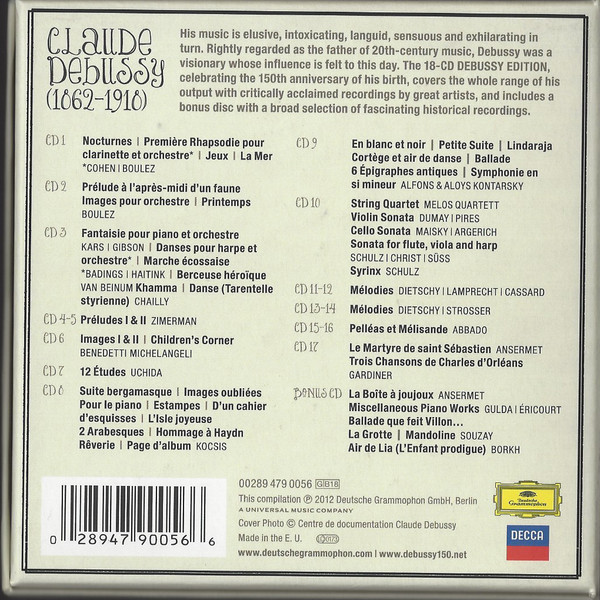 CLAUDE
DEBUSSY
(1862–1918)
His music is elusive, intoxicating, languid, sensuous and exhilarating in
turn. Rightly regarded as the father of 20th-century music, Debussy was a
visionary whose influence is felt to this day. The 18-CD DEBUSSY EDITION,
celebrating the 150th anniversary of his birth, covers the whole range of his
output with critically acclaimed recordings by great artists, and includes a
bonus disc with a broad selection of fascinating historical recordings.
CD 1 Nocturnes | Première Rhapsodie pour
clarinette et orchestre* | Jeux | La Mer
*COHEN | BOULEZ
CD 2 Prélude à l'après-midi d'un faune
Images pour orchestre | Printemps
BOULEZ
CD 3 Fantaisie pour piano et orchestre
KARS | GIBSON | Danses pour harpe et
orchestre* | Marche écossaise
*BADINGS | HAITINK | Berceuse héroïque
VAN BEINUM Khamma | Danse (Tarentelle
styrienne) CHAILLY
CD 4-5 Préludes I & II ZIMERMAN
CD 6 Images I & II | Children's Corner
BENEDETTI MICHELANGELI
CD 7 12 Études UCHIDA
CD 8 Suite bergamasque | Images oubliées
Pour le piano | Estampes | D'un cahier
d'esquisses | L'Isle joyeuse
2 Arabesques | Hommage à Haydn
Rêverie | Page d'album KOCSIS
CD 9 En blanc et noir | Petite Suite | Lindaraja
Cortège et air de danse | Ballade
6 Épigraphes antiques | Symphonie en
si mineur ALFONS & ALOYS KONTARSKY
CD 10 String Quartet MELOS QUARTETT
Violin Sonata DUMAY | PIRES
Cello Sonata MAISKY | ARGERICH
Sonata for flute, viola and harp
SCHULZ | CHRIST | SÜSS
Syrinx SCHULZ
CD 11-12 Mélodies DIETSCHY | LAMPRECHT | CASSARD
CD 13-14 Mélodies DIETSCHY | STROSSER
CD 15-16 Pelléas et Mélisande ABBADO
CD 17 Le Martyre de saint Sébastien ANSERMET
Trois Chansons de Charles d'Orléans
GARDINER
BONUS CD La Boîte à joujoux ANSERMET
Miscellaneous Piano Works GULDA | ÉRICOURT
Ballade que feit Villon...
La Grotte | Mandoline SOUZAY
Air de Lia (L'Enfant prodigue) BORKH
0 28947 90056 6
00289 479 0056 GB18
This compilation ℗ 2012 Deutsche Grammophon GmbH, Berlin
A UNIVERSAL MUSIC COMPANY
Cover Photo © Centre de documentation Claude Debussy
Made in the E. U. LC 0173
www.deutschegrammophon.com | www.debussy150.net
Deutsche
Grammophon
DECCA